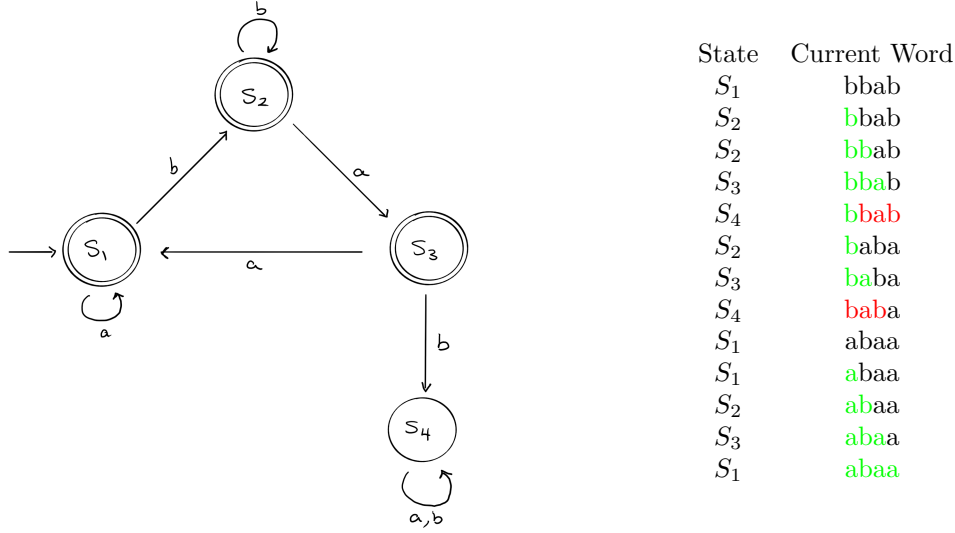 b
S₂
b
a
S₁
a
S₃
a
b
S₄
a,b
State Current Word
S₁ bbab
S₂ bbab
S₂ bbab
S₃ bbab
S₄ bbab
S₂ baba
S₃ baba
S₄ baba
S₁ abaa
S₁ abaa
S₂ abaa
S₃ abaa
S₁ abaa